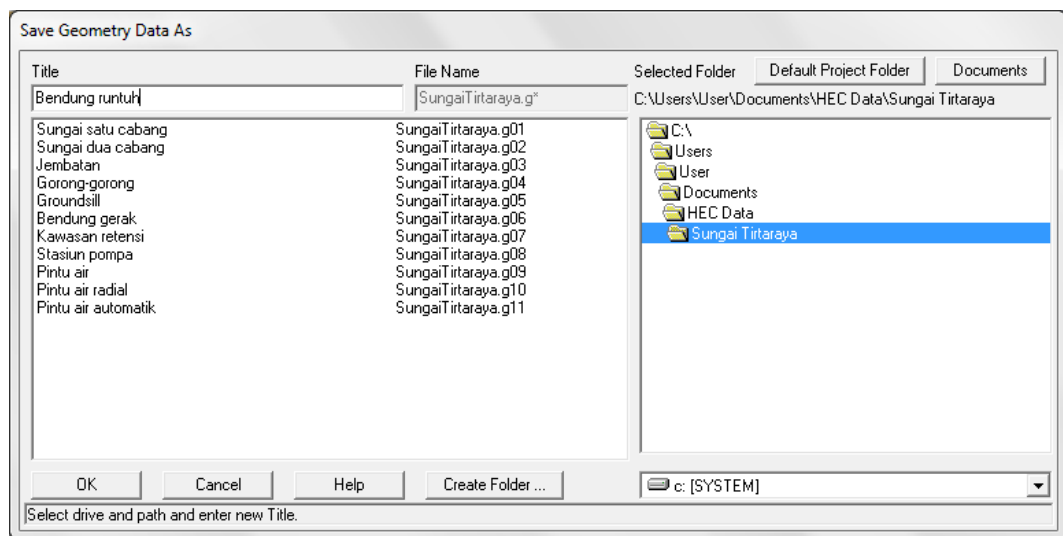 Save Geometry Data As
Title File Name Selected Folder Default Project Folder Documents
Bendung runtuh SungaiTirtaraya.g* C:\Users\User\Documents\HEC Data\Sungai Tirtaraya
Sungai satu cabang SungaiTirtaraya.g01
Sungai dua cabang SungaiTirtaraya.g02
Jembatan SungaiTirtaraya.g03
Gorong-gorong SungaiTirtaraya.g04
Groundsill SungaiTirtaraya.g05
Bendung gerak SungaiTirtaraya.g06
Kawasan retensi SungaiTirtaraya.g07
Stasiun pompa SungaiTirtaraya.g08
Pintu air SungaiTirtaraya.g09
Pintu air radial SungaiTirtaraya.g10
Pintu air automatik SungaiTirtaraya.g11
C:\
Users
User
Documents
HEC Data
Sungai Tirtaraya
OK Cancel Help Create Folder ... c: [SYSTEM]
Select drive and path and enter new Title.